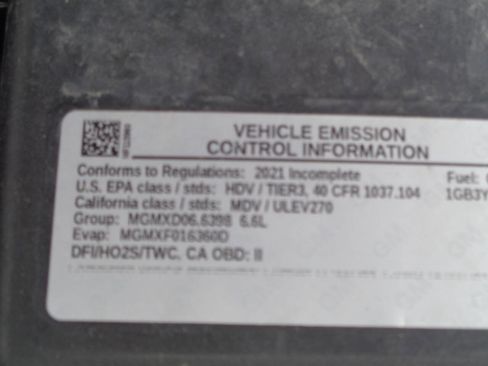 VEHICLE EMISSION
CONTROL INFORMATION
Conforms to Regulations: 2021 Incomplete Fuel:
U.S. EPA class / stds: HDV / TIER3, 40 CFR 1037.104 1GB3Y
California class / stds: MDV / ULEV270
Group: MGMXD06.6398 6.6L
Evap: MGMXF016360D
DFI/HO2S/TWC, CA OBD: II